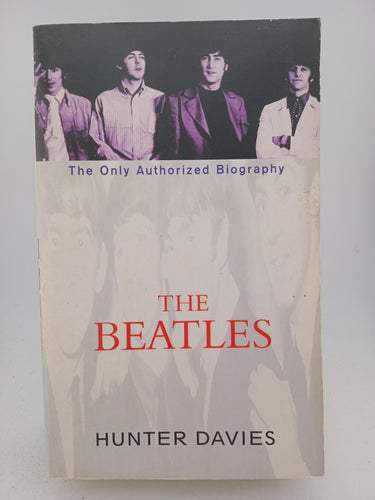 The Only Authorized Biography
THE
BEATLES
HUNTER DAVIES